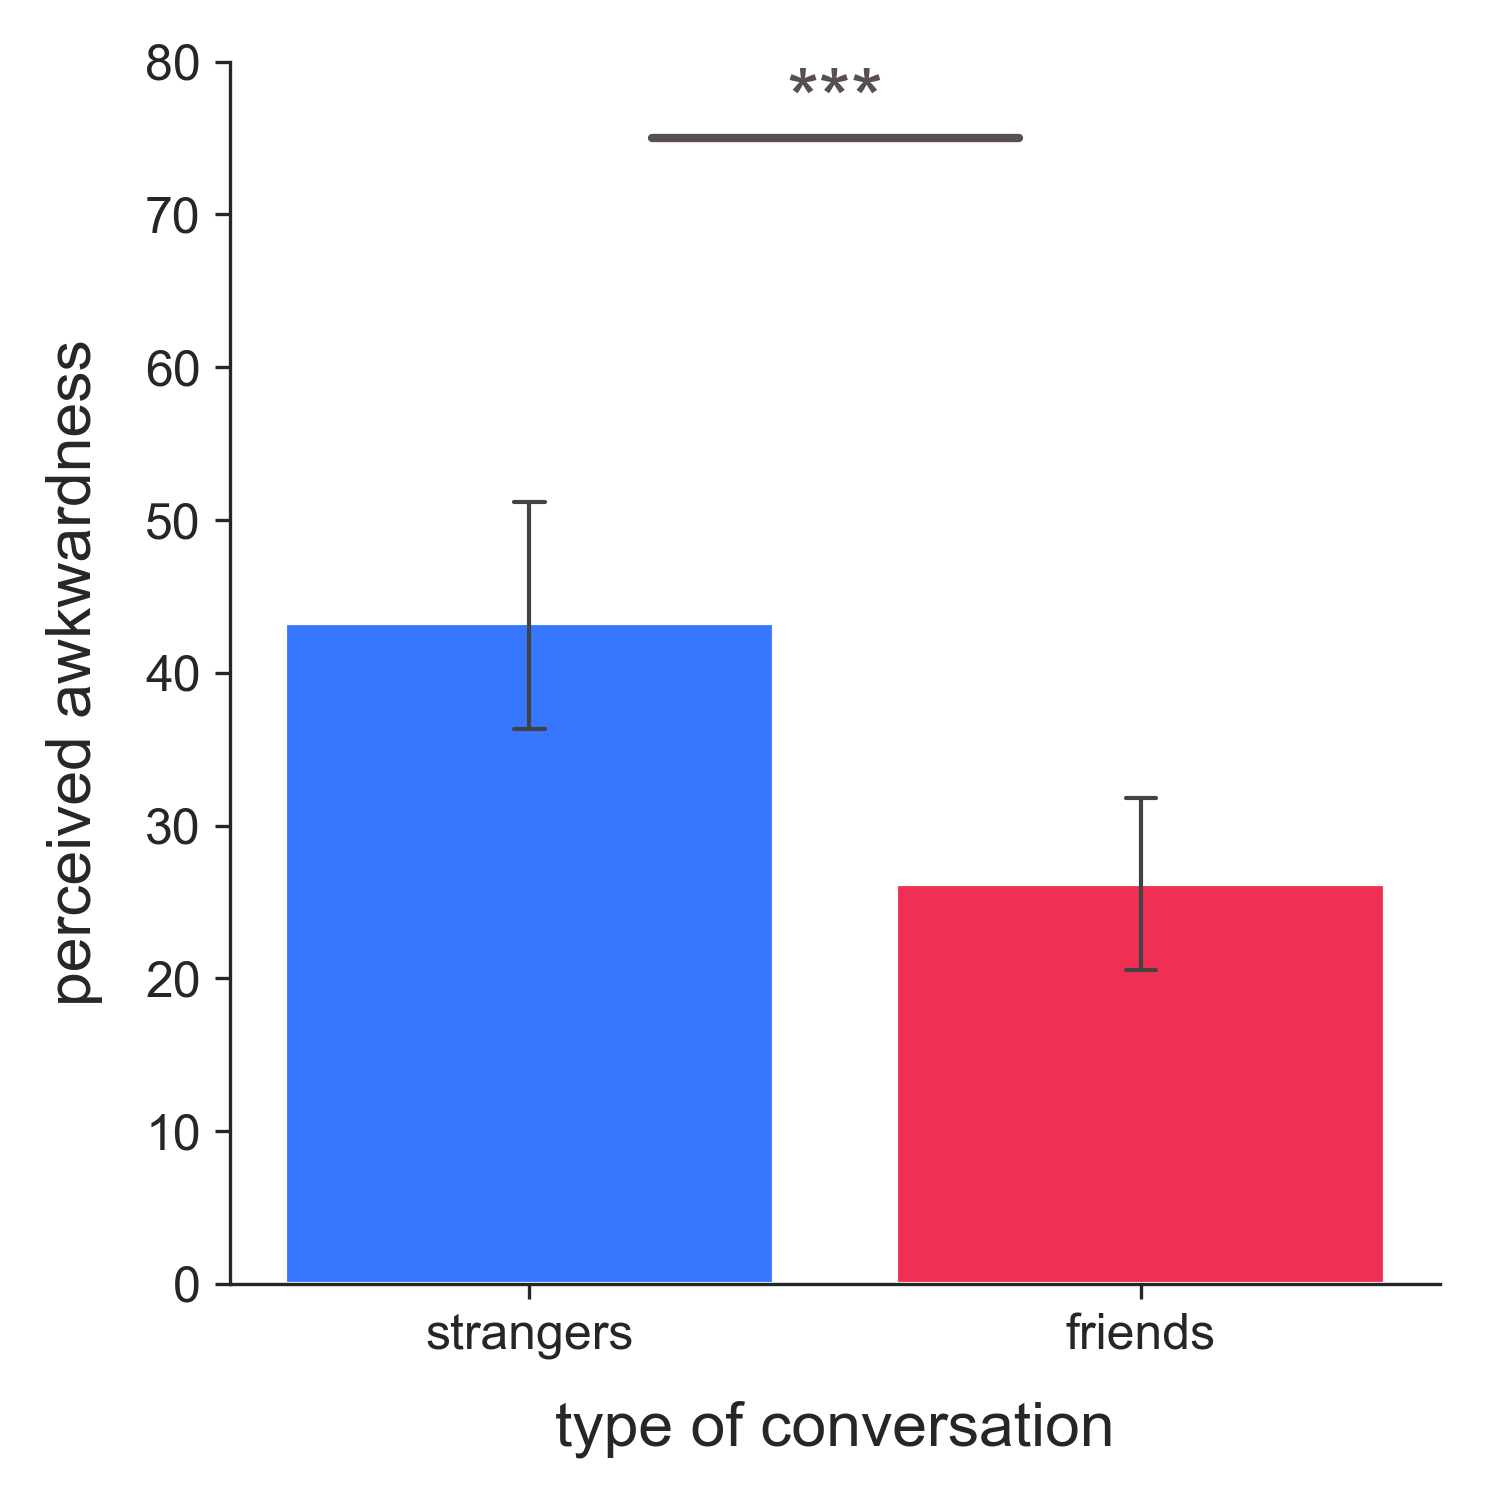 ***
80
70
60
50
40
30
20
10
0
perceived awkwardness
strangers
friends
type of conversation